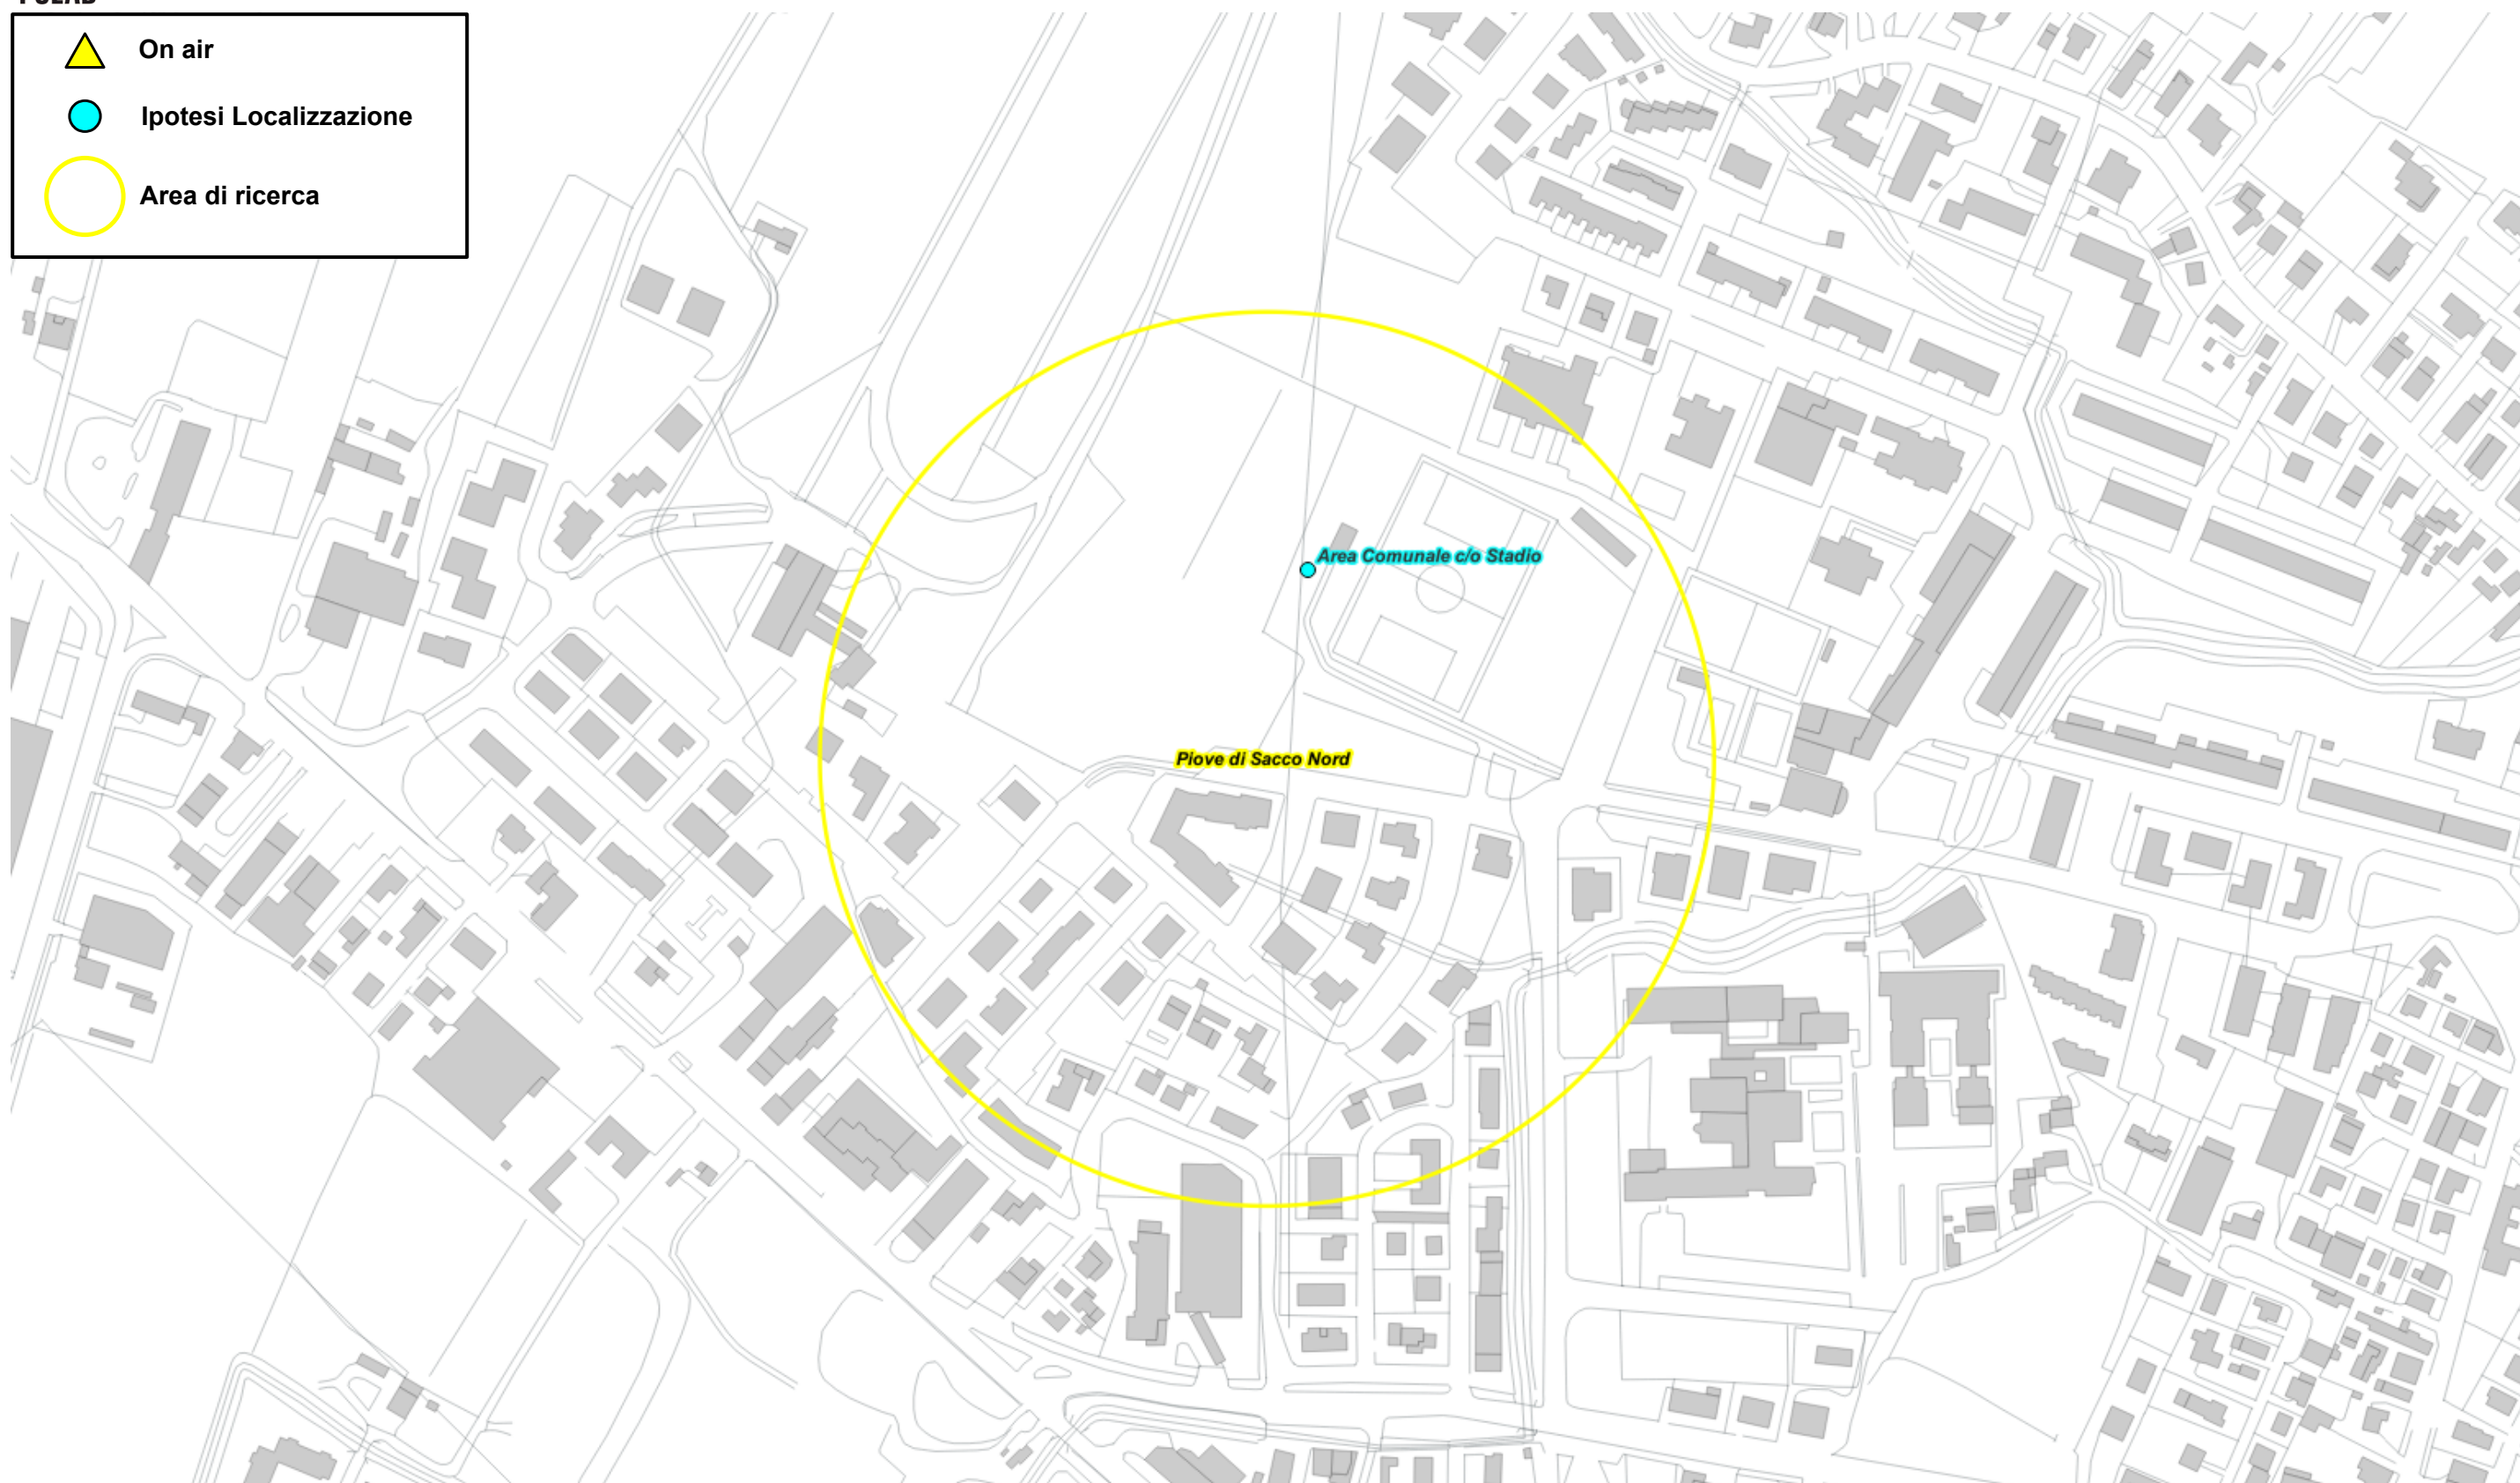 On air
Ipotesi Localizzazione
Area di ricerca
Area Comunale c/o Stadio
Piove di Sacco Nord